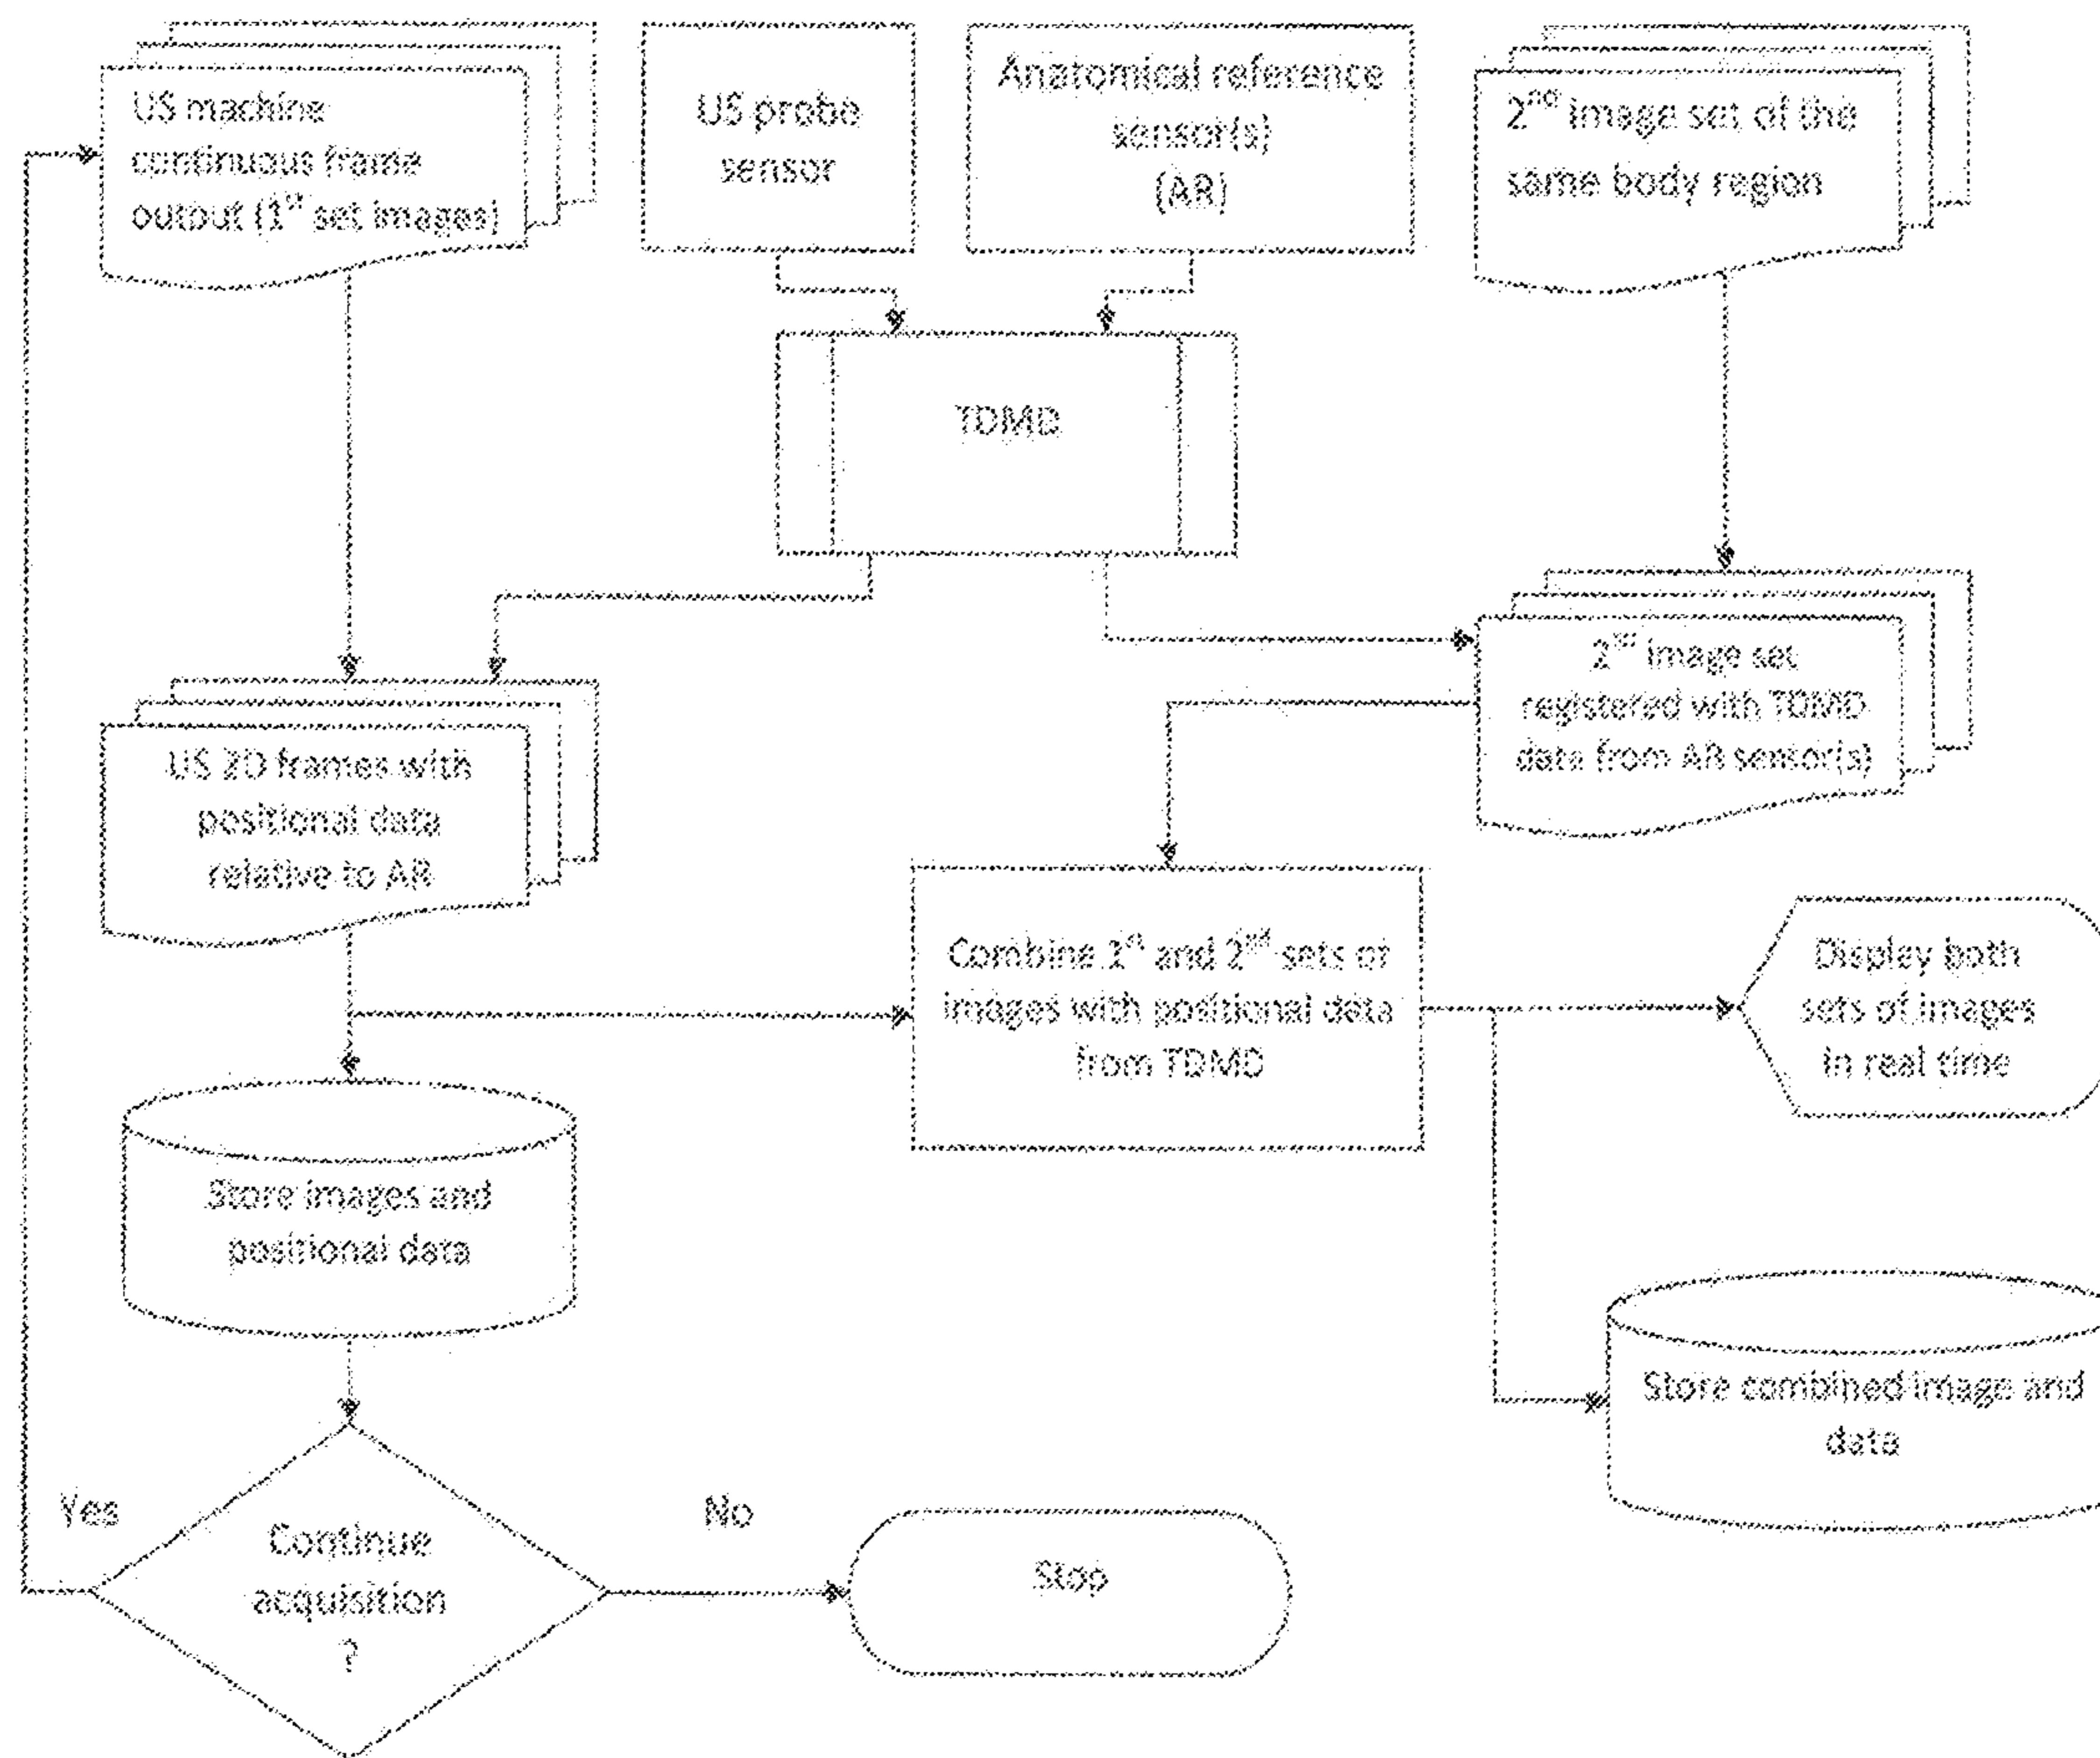 US machine
continuous frame
output (1st set images)
US probe
sensor
Anatomical reference
sensor(s)
(AR)
2nd image set of the
same body region
TDMD
2nd image set
registered with TDMD
data from AR sensor(s)
US 2D frames with
positional data
relative to AR
Combine 1st and 2nd sets of
images with positional data
from TDMD
Display both
sets of images
in real time
Store images and
positional data
Store combined image and
data
Yes
Continue
acquisition
?
No
Stop